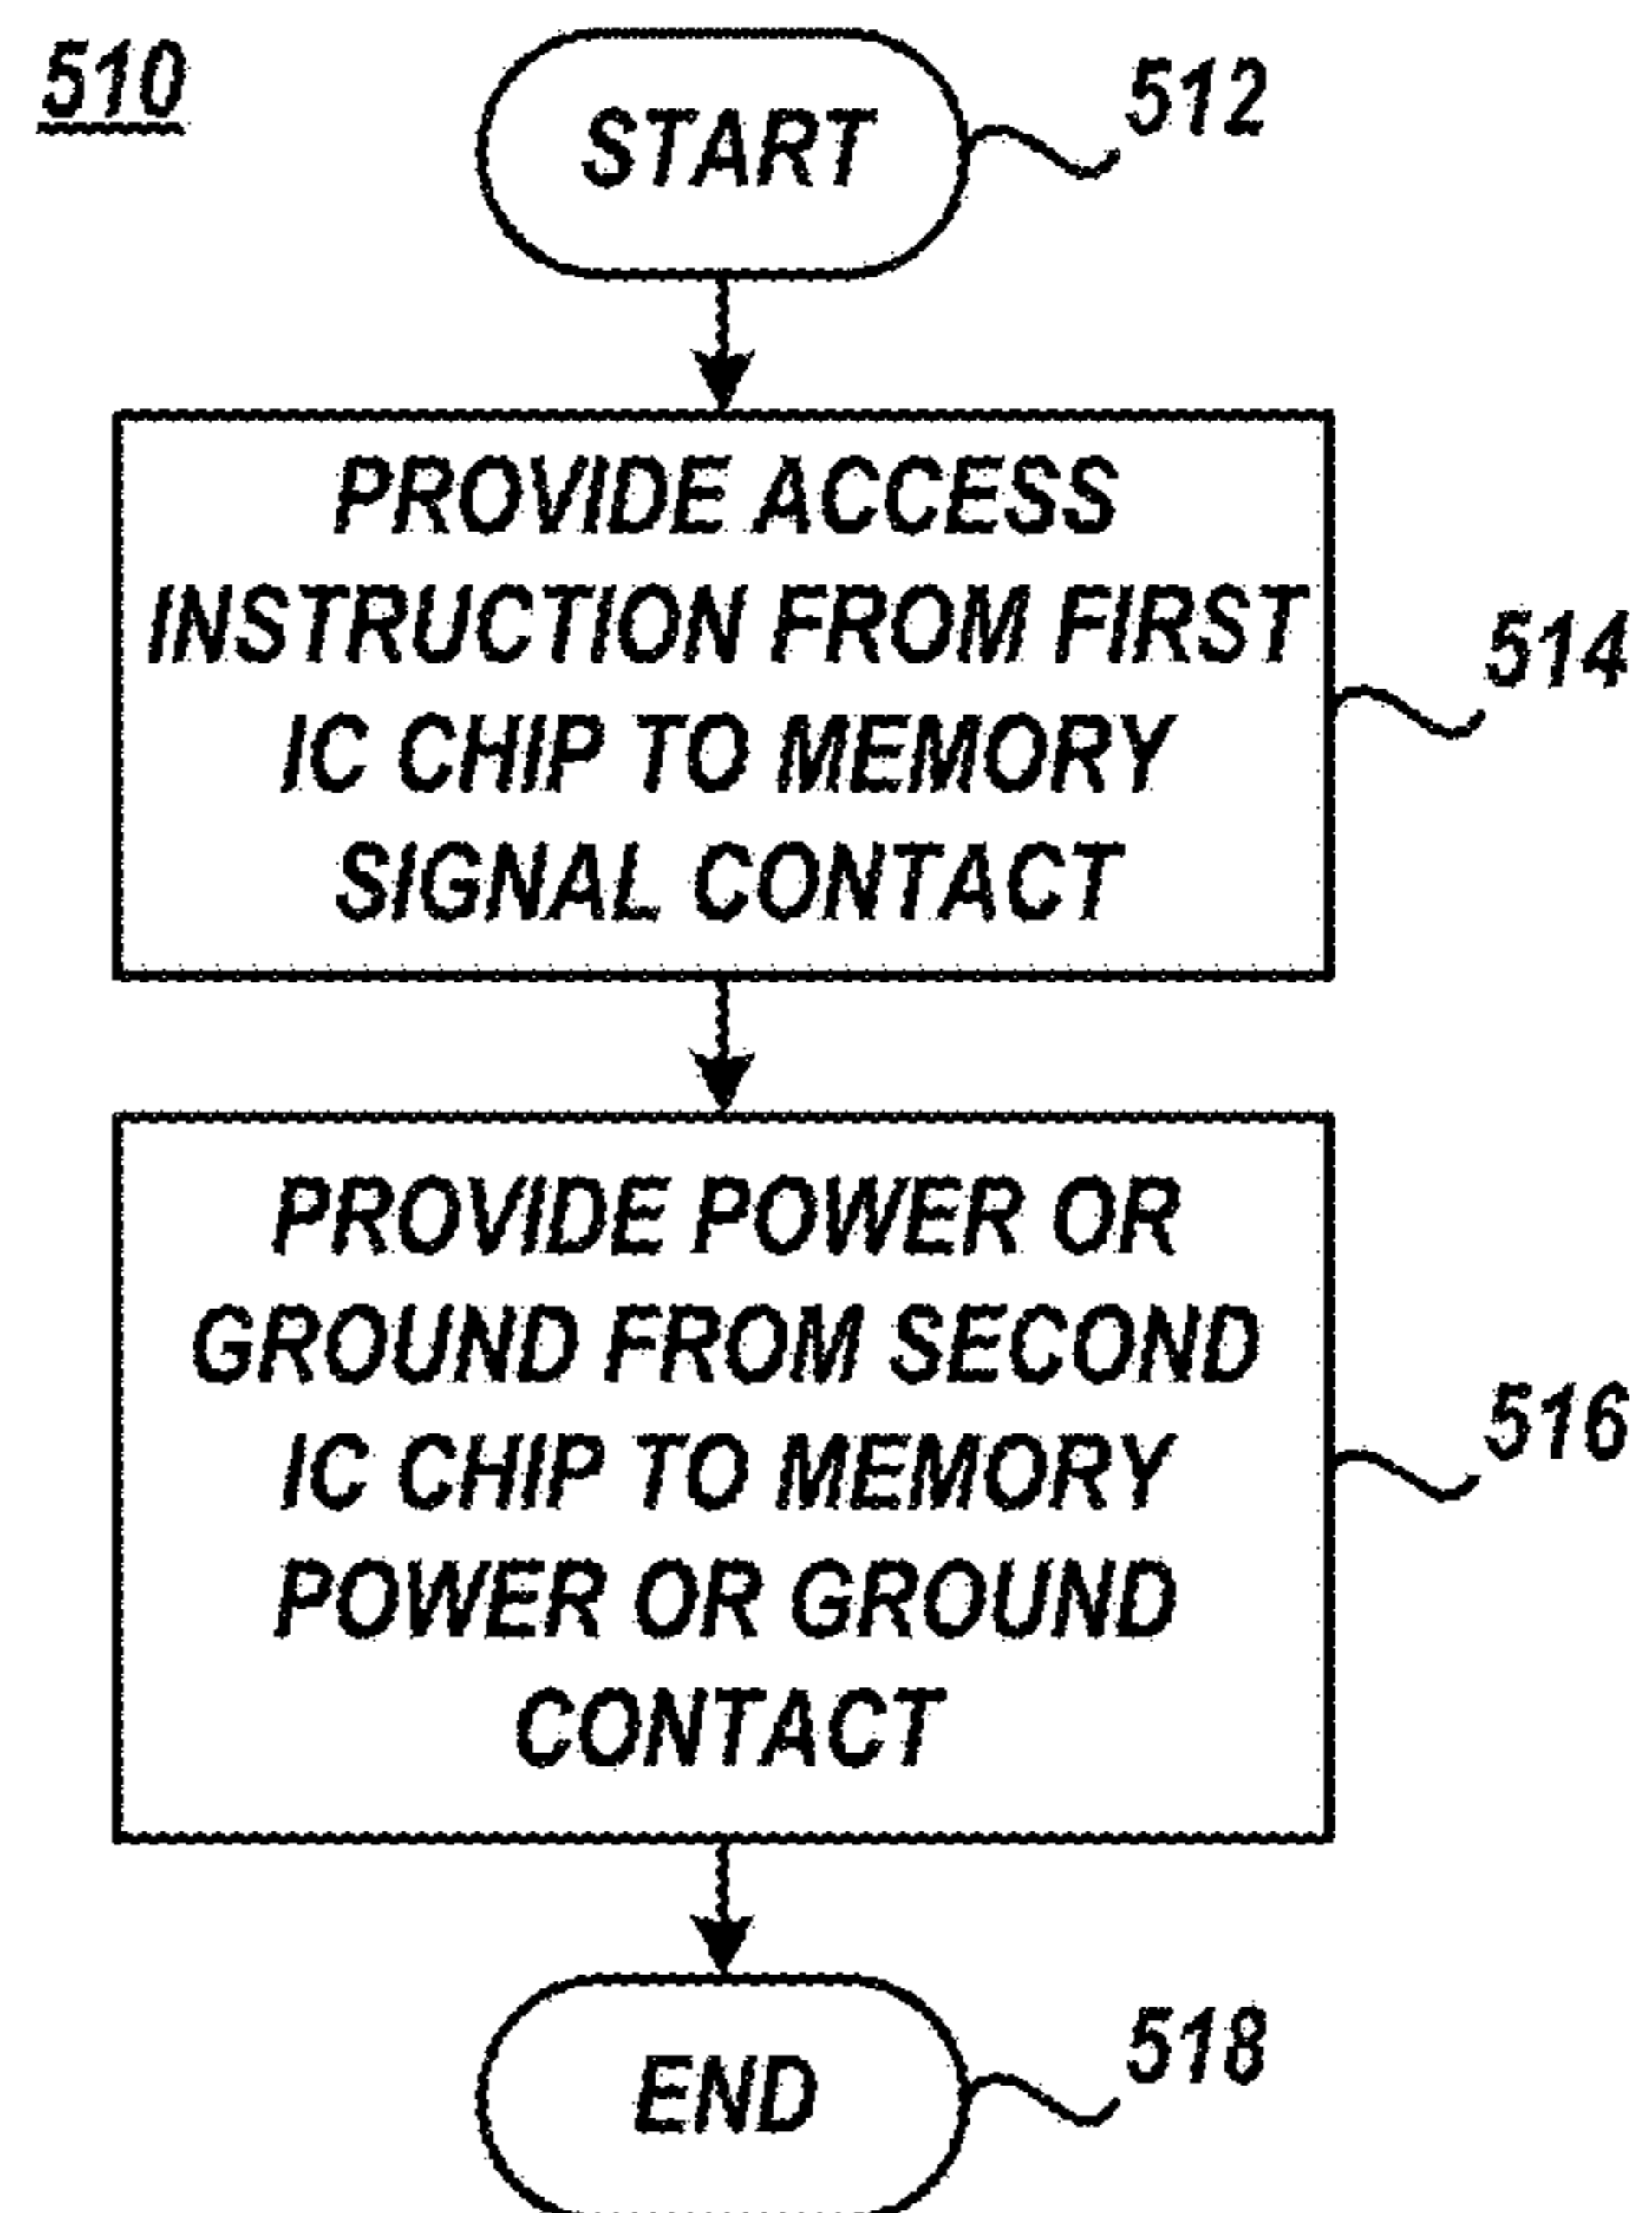 510
START
512
PROVIDE ACCESS
INSTRUCTION FROM FIRST
IC CHIP TO MEMORY
SIGNAL CONTACT
514
PROVIDE POWER OR
GROUND FROM SECOND
IC CHIP TO MEMORY
POWER OR GROUND
CONTACT
516
END
518